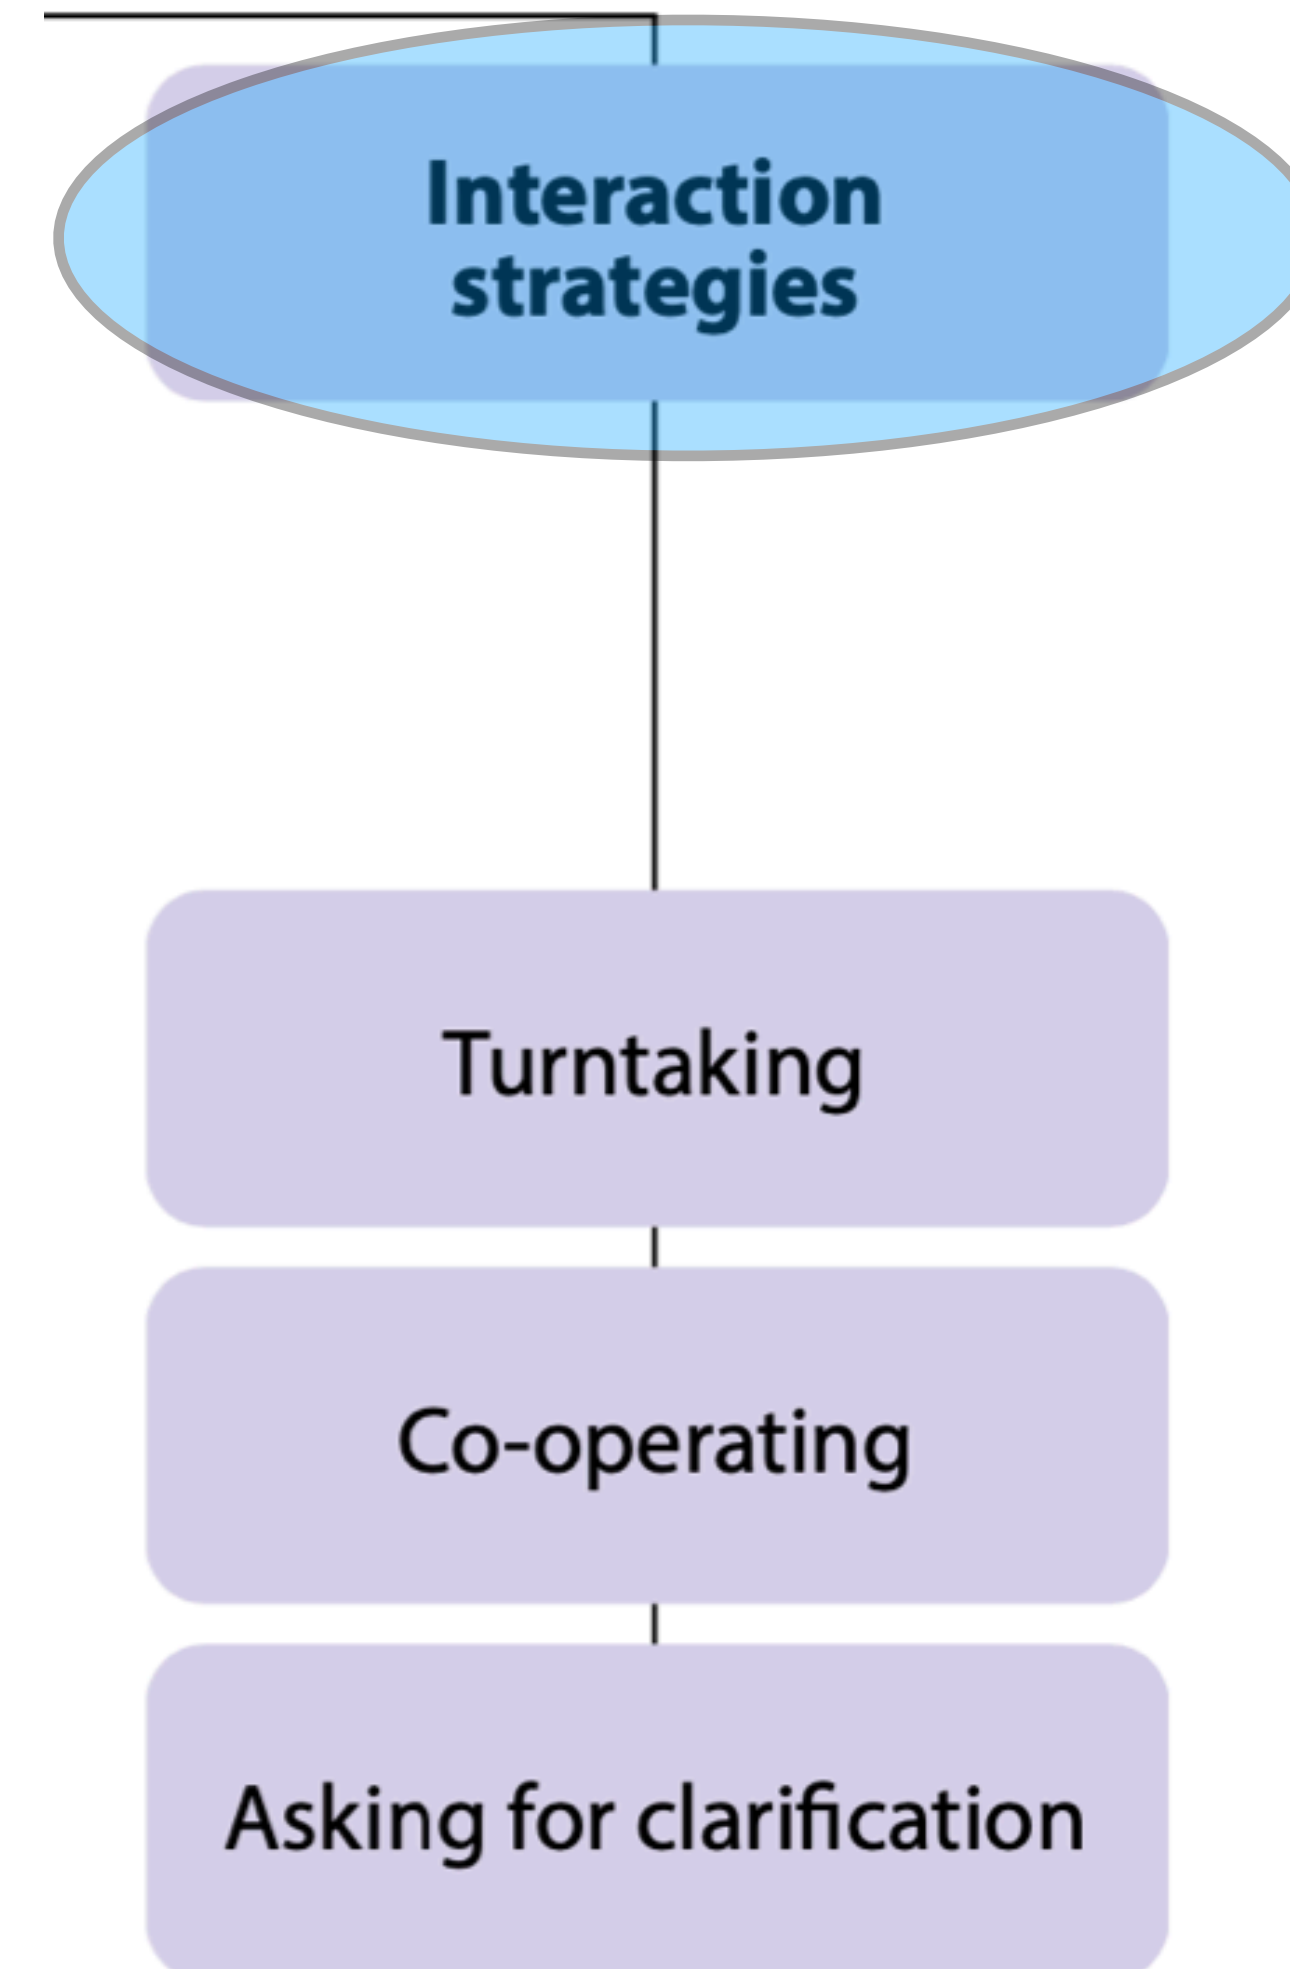 Interaction
strategies
Turntaking
Co-operating
Asking for clarification